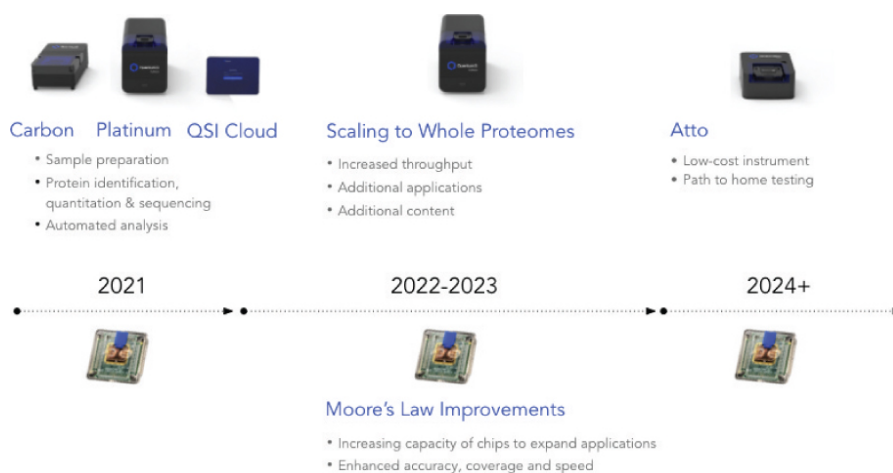 Carbon Platinum QSI Cloud
• Sample preparation
• Protein identification,
quantitation & sequencing
• Automated analysis
Scaling to Whole Proteomes
• Increased throughput
• Additional applications
• Additional content
Atto
• Low-cost instrument
• Path to home testing
2021
2022-2023
2024+
Moore's Law Improvements
• Increasing capacity of chips to expand applications
• Enhanced accuracy, coverage and speed